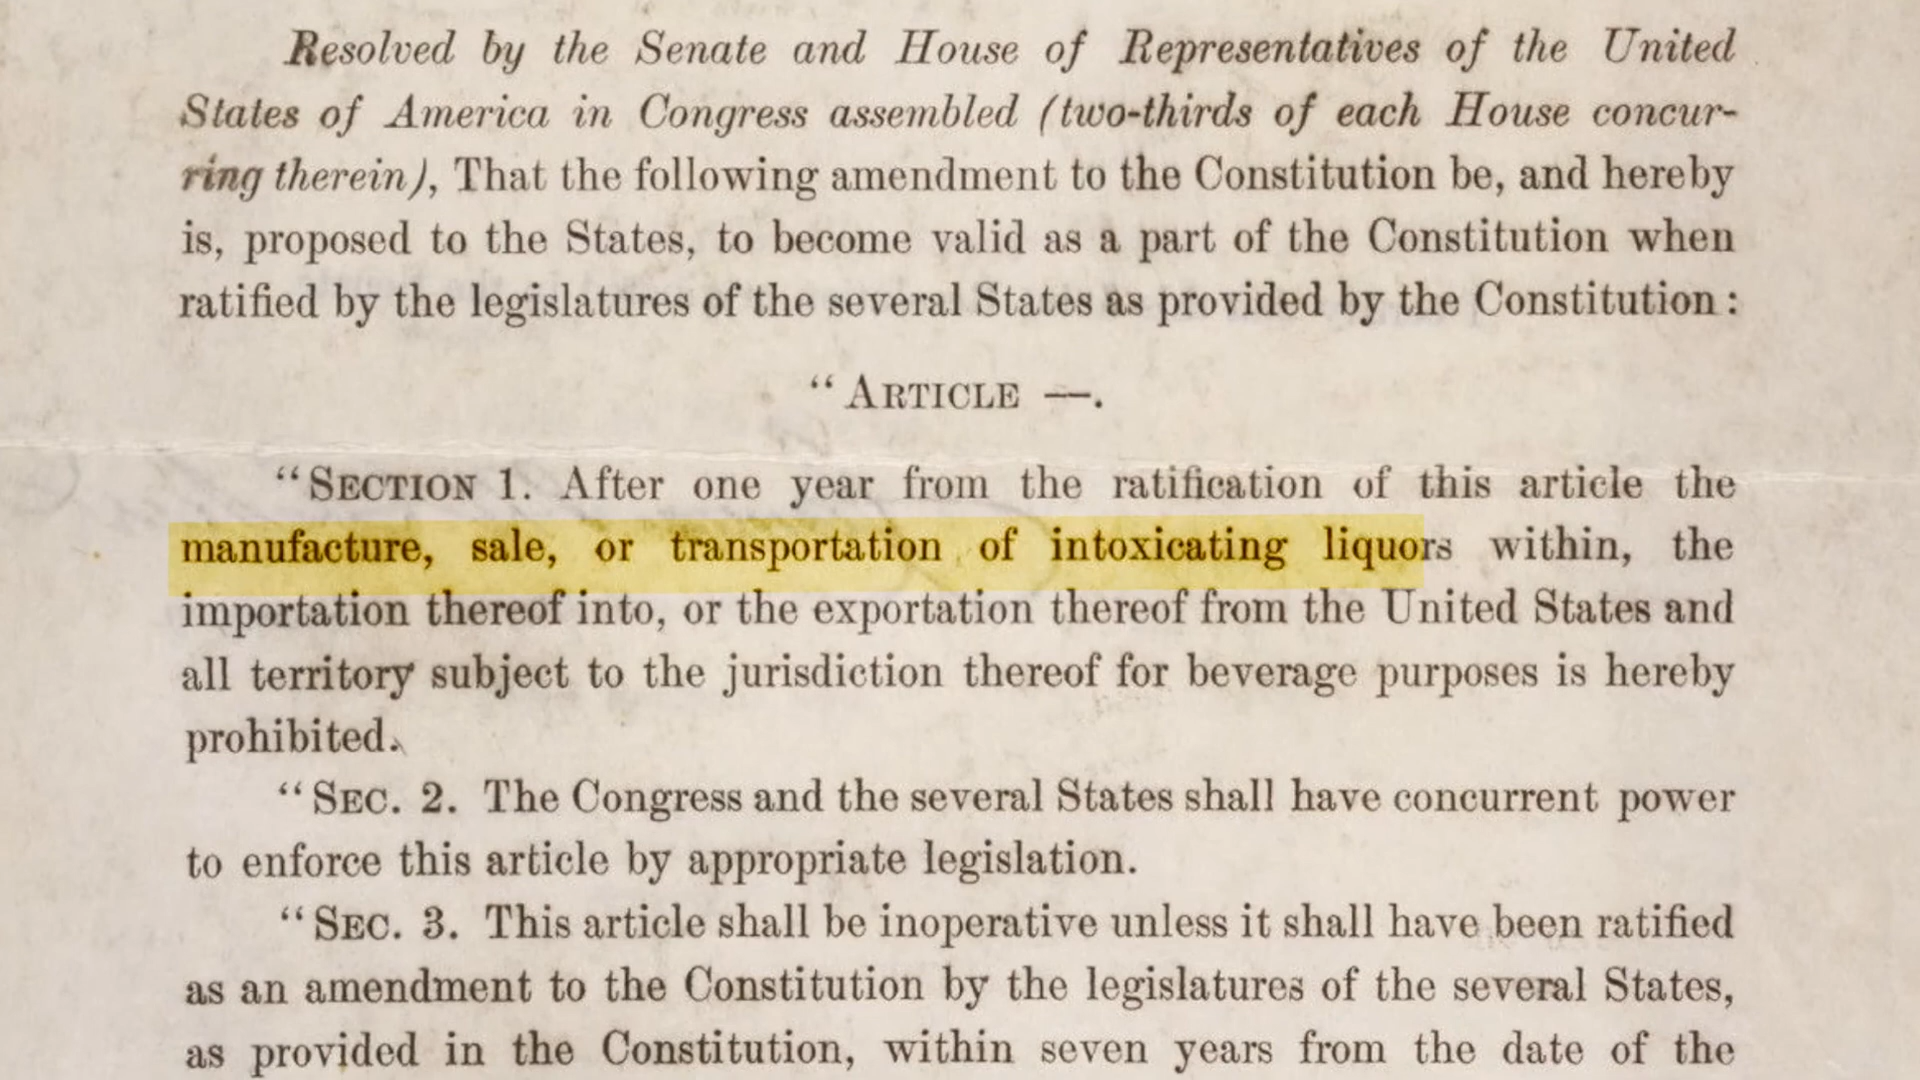 Resolved by the Senate and House of Representatives of the United
States of America in Congress assembled (two-thirds of each House concur-
ring therein), That the following amendment to the Constitution be, and hereby
is, proposed to the States, to become valid as a part of the Constitution when
ratified by the legislatures of the several States as provided by the Constitution:
“ARTICLE —.
“SECTION 1. After one year from the ratification of this article the
manufacture, sale, or transportation of intoxicating liquors within, the
importation thereof into, or the exportation thereof from the United States and
all territory subject to the jurisdiction thereof for beverage purposes is hereby
prohibited.
“SEC. 2. The Congress and the several States shall have concurrent power
to enforce this article by appropriate legislation.
“SEC. 3. This article shall be inoperative unless it shall have been ratified
as an amendment to the Constitution by the legislatures of the several States,
as provided in the Constitution, within seven years from the date of the